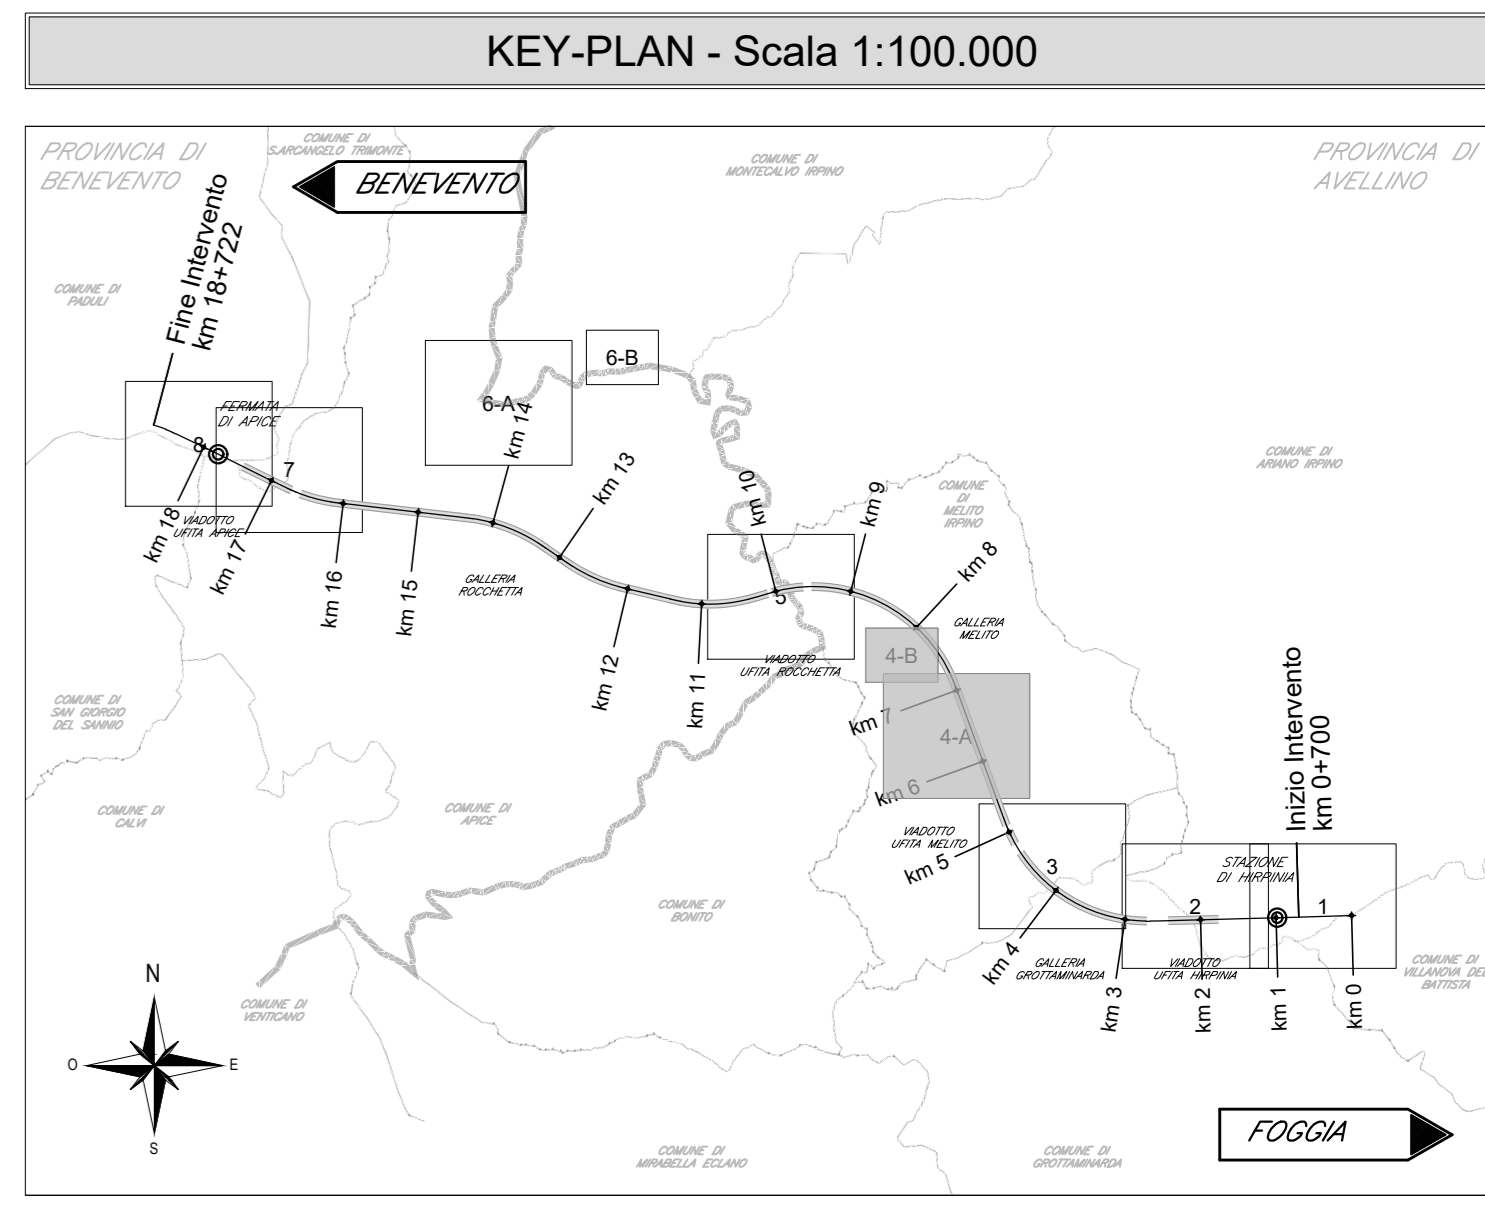 KEY-PLAN - Scala 1:100.000
PROVINCIA DI
BENEVENTO
COMUNE DI
S.ARCANGELO TRIMONTE
BENEVENTO
COMUNE DI
MONTECALVO IRPINO
PROVINCIA DI
AVELLINO
Fine Intervento
km 18+722
COMUNE DI
PADULI
6-B
6-A
FERMATA
DI APICE
8
7
km 14
km 13
km 10
km 9
COMUNE DI
ARIANO IRPINO
COMUNE
DI
MELITO
IRPINO
VIADOTTO
UFITA APICE
km 18
km 17
km 16
km 15
GALLERIA
ROCCHETTA
5
km 8
GALLERIA
MELITO
km 12
km 11
VIADOTTO
UFITA ROCCHETTA
4-B
km 7
4-A
km 6
Inizio Intervento
km 0+700
COMUNE DI
SAN GIORGIO
DEL SANNIO
COMUNE DI
CALVI
COMUNE DI
APICE
VIADOTTO
UFITA MELITO
km 5
3
STAZIONE
DI HIRPINIA
2
1
COMUNE DI
BONITO
km 4
GALLERIA
GROTTAMINARDA
km 3
VIADOTTO
UFITA HIRPINIA
km 2
km 1
km 0
COMUNE DI
VILLANOVA DEL
BATTISTA
COMUNE DI
VENTICANO
N
O
E
S
FOGGIA
COMUNE DI
MIRABELLA ECLANO
COMUNE DI
GROTTAMINARDA